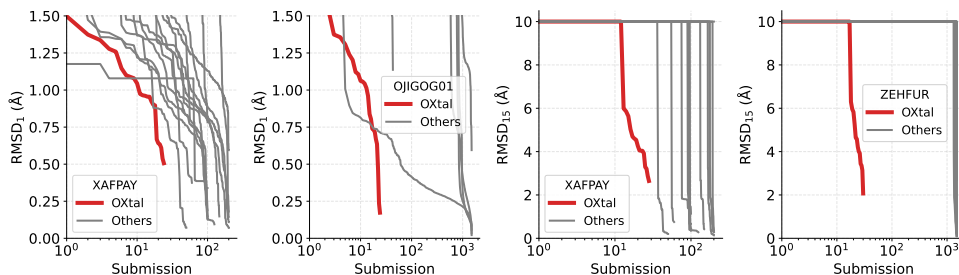 RMSD1 (Å)
1.50
1.25
1.00
0.75
0.50
0.25
0.00
XAFPAY
OXtal
Others
10^0 10^1 10^2
Submission
RMSD1 (Å)
1.50
1.25
1.00
0.75
0.50
0.25
0.00
OJIGOG01
OXtal
Others
10^0 10^1 10^2 10^3
Submission
RMSD15 (Å)
10
8
6
4
2
0
XAFPAY
OXtal
Others
10^0 10^1 10^2
Submission
RMSD15 (Å)
10
8
6
4
2
0
ZEHFUR
OXtal
Others
10^0 10^1 10^2 10^3
Submission